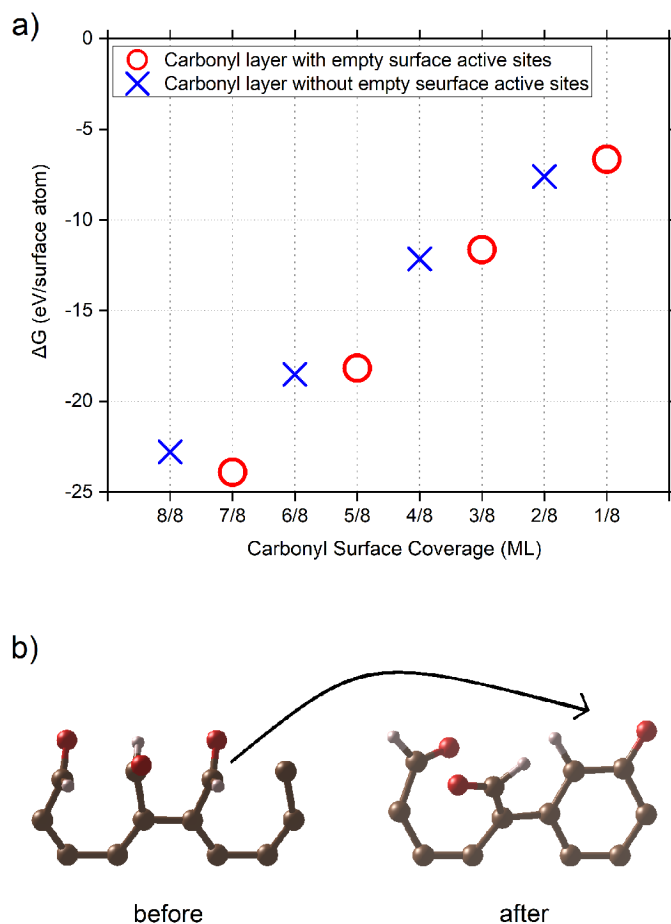 a)
0
-5
-10
-15
-20
-25
ΔG (eV/surface atom)
Carbonyl layer with empty surface active sites
Carbonyl layer without empty seurface active sites
8/8 7/8 6/8 5/8 4/8 3/8 2/8 1/8
Carbonyl Surface Coverage (ML)
b)
before after